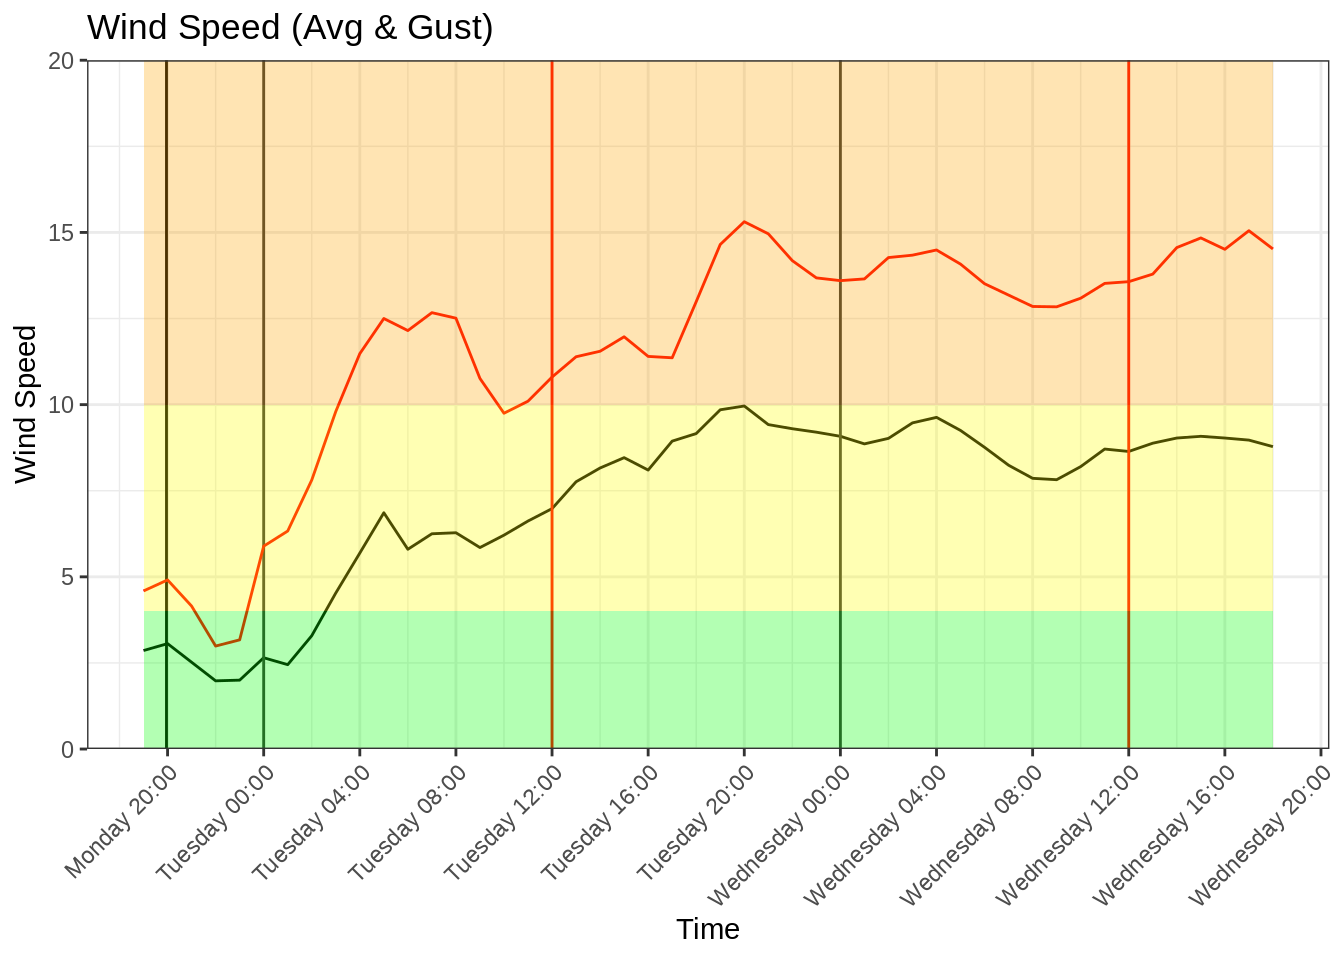 Wind Speed (Avg & Gust)
20
15
10
5
0
Wind Speed
Monday 20:00
Tuesday 00:00
Tuesday 04:00
Tuesday 08:00
Tuesday 12:00
Tuesday 16:00
Tuesday 20:00
Wednesday 00:00
Wednesday 04:00
Wednesday 08:00
Wednesday 12:00
Wednesday 16:00
Wednesday 20:00
Time